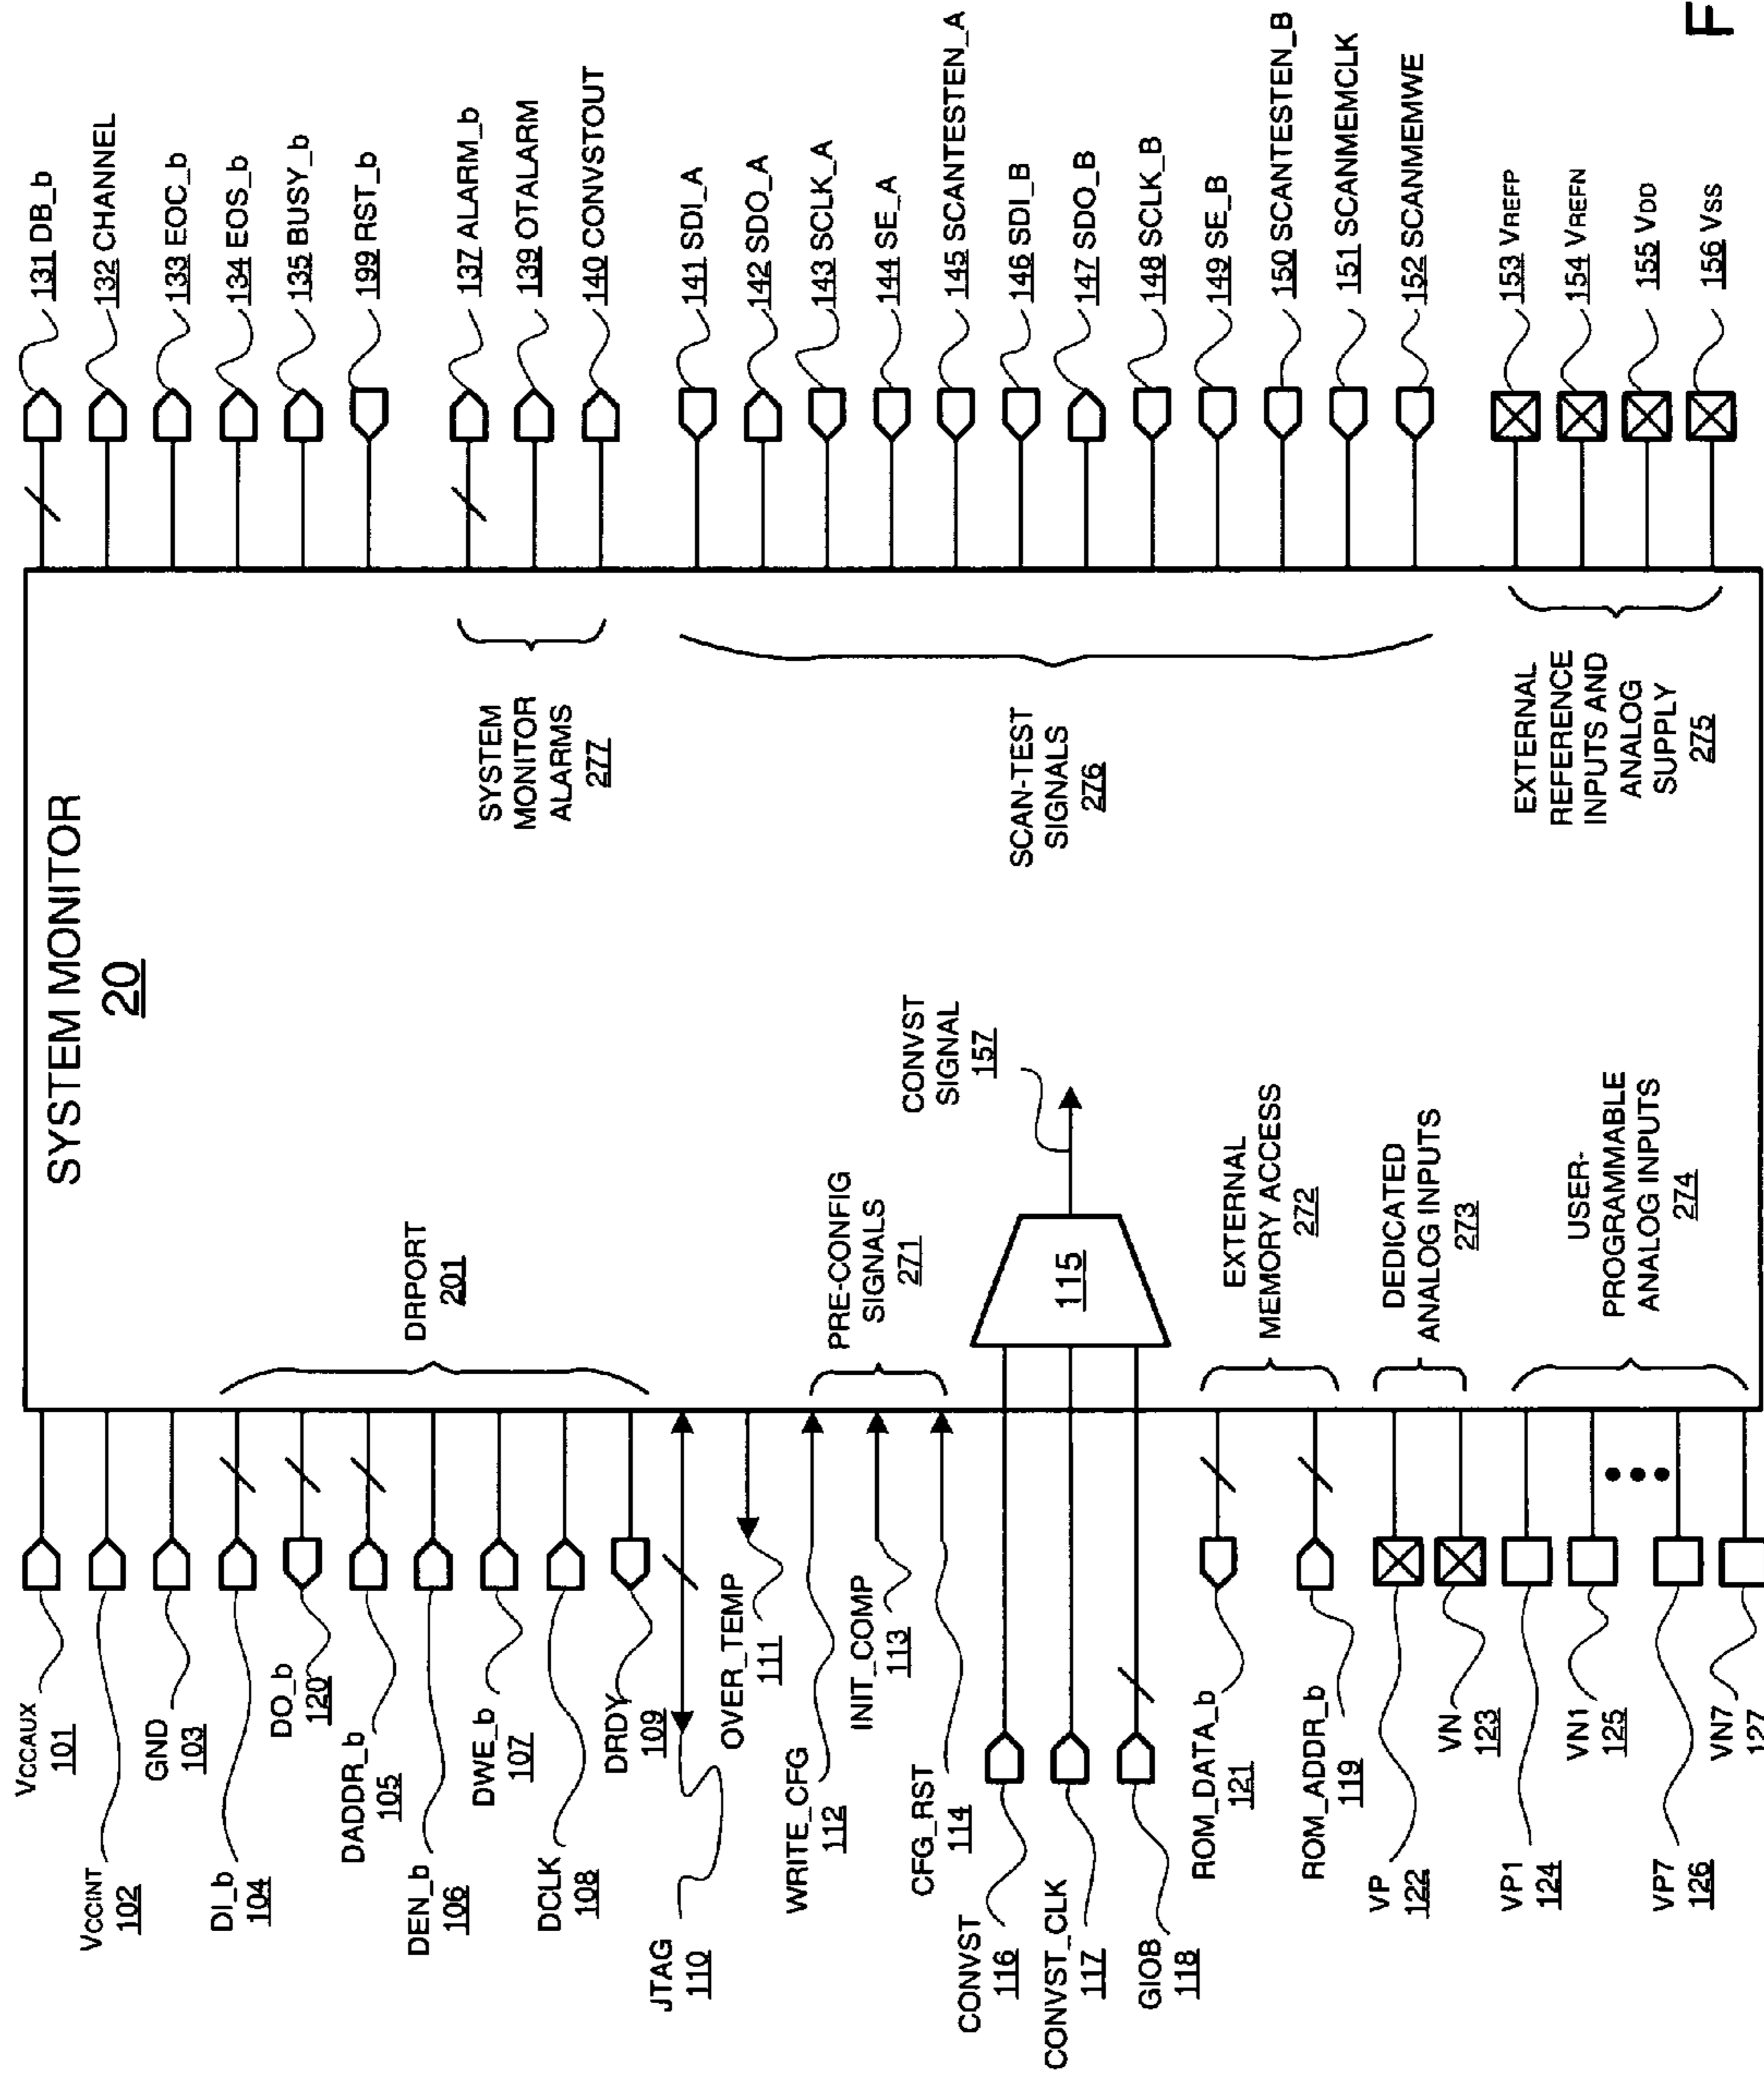 SYSTEM MONITOR
20
VCCAUX
101
VCCINT
102
GND
103
DI_b
104
DO_b
120
DADDR_b
105
DEN_b
106
DWE_b
107
DCLK
108
DRDY
109
JTAG
110
OVER_TEMP
111
WRITE_CFG
112
INIT_COMP
113
CFG_RST
114
CONVST
116
CONVST_CLK
117
GIOB
118
ROM_DATA_b
121
ROM_ADDR_b
119
VP
122
VN
123
VP1
124
VN1
125
VP7
126
VN7
127
DRPORT
201
PRE-CONFIG
SIGNALS
271
115
CONVST
SIGNAL
157
EXTERNAL
MEMORY ACCESS
272
DEDICATED
ANALOG INPUTS
273
USER-
PROGRAMMABLE
ANALOG INPUTS
274
SYSTEM
MONITOR
ALARMS
277
SCAN-TEST
SIGNALS
276
EXTERNAL
REFERENCE
INPUTS AND
ANALOG
SUPPLY
275
131 DB_b
132 CHANNEL
133 EOC_b
134 EOS_b
135 BUSY_b
199 RST_b
137 ALARM_b
139 OTALARM
140 CONVSTOUT
141 SDI_A
142 SDO_A
143 SCLK_A
144 SE_A
145 SCANTESTEN_A
146 SDI_B
147 SDO_B
148 SCLK_B
149 SE_B
150 SCANTESTEN_B
151 SCANMEMCLK
152 SCANMEMWE
153 VREFP
154 VREFN
155 VDD
156 VSS
F